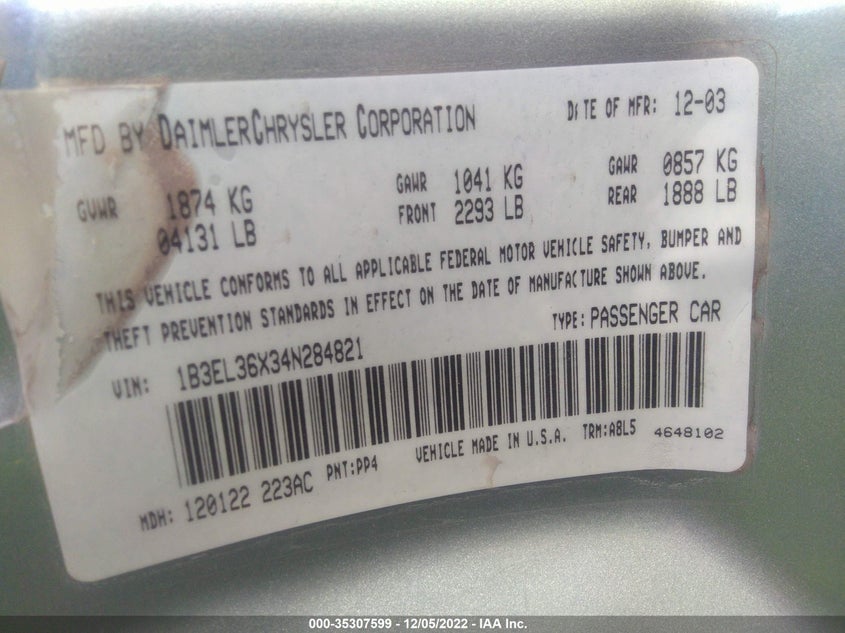 MFD BY DAIMLERCHRYSLER CORPORATION
DATE OF MFR: 12-03
GVWR 1874 KG
04131 LB
GAWR 1041 KG
FRONT 2293 LB
GAWR 0857 KG
REAR 1888 LB
THIS VEHICLE CONFORMS TO ALL APPLICABLE FEDERAL MOTOR VEHICLE SAFETY, BUMPER AND
THEFT PREVENTION STANDARDS IN EFFECT ON THE DATE OF MANUFACTURE SHOWN ABOVE.
VIN: 1B3EL36X34N284821
TYPE: PASSENGER CAR
MDH: 120122 223AC
PNT:PP4
VEHICLE MADE IN U.S.A.
TRM:A8L5
4648102
000-35307599 - 12/05/2022 - IAA Inc.